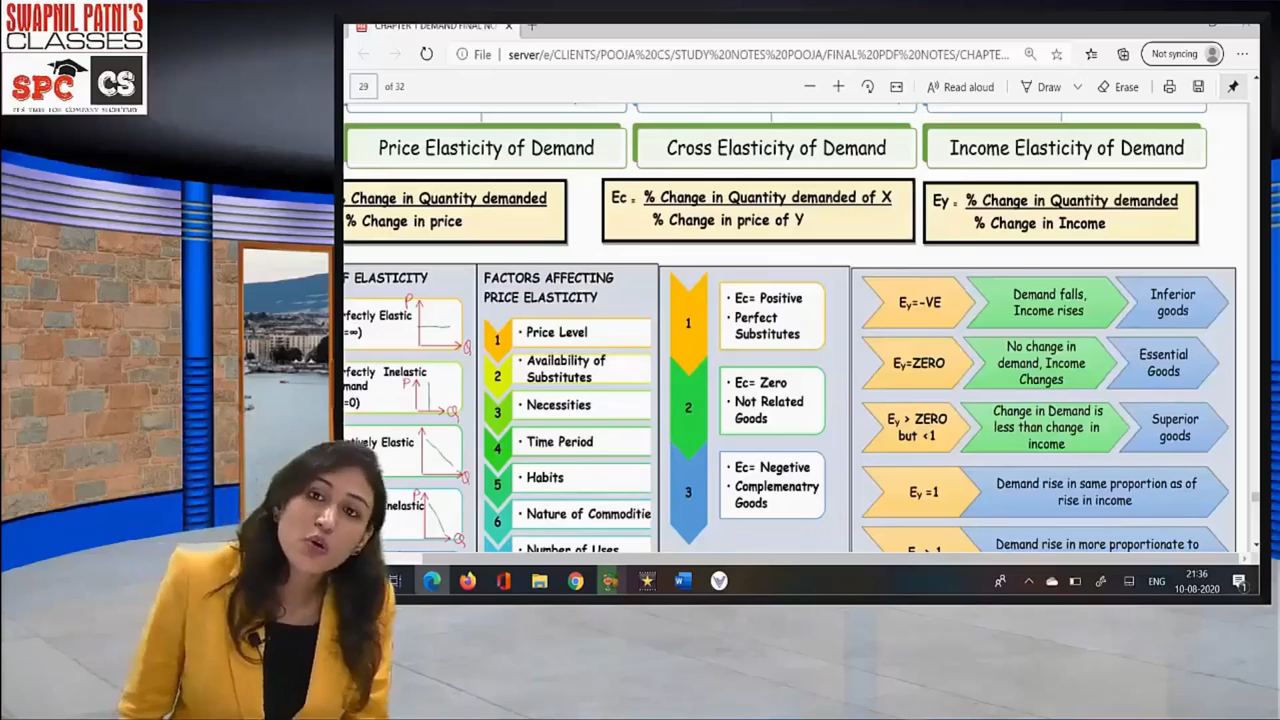 SWAPNIL PATNI'S
CLASSES
SPC CS
IT'S TIME FOR COMPANY SECRETARY
CHAPTER 1 DEMAND FINAL NO
File
server/e/CLIENTS/POOJA%20CS/STUDY%20NOTES%20POOJA/FINAL%20PDF%20NOTES/CHAPTE...
Not syncing
29 of 32
Read aloud
Draw
Erase
Price Elasticity of Demand
Cross Elasticity of Demand
Income Elasticity of Demand
Change in Quantity demanded
% Change in price
Ec = % Change in Quantity demanded of X
% Change in price of Y
Ey = % Change in Quantity demanded
% Change in Income
F ELASTICITY
rfectly Elastic
=∞)
P
Q
rfectly Inelastic
mand
=0)
P
Q
tively Elastic
Q
Inelastic
P
Q
FACTORS AFFECTING
PRICE ELASTICITY
1 · Price Level
2 · Availability of
Substitutes
3 · Necessities
4 · Time Period
5 · Habits
6 · Nature of Commoditie
Number of Uses
1
· Ec= Positive
· Perfect
Substitutes
2
· Ec= Zero
· Not Related
Goods
3
· Ec= Negetive
· Complemenatry
Goods
Ey=-VE
Demand falls,
Income rises
Inferior
goods
Ey=ZERO
No change in
demand, Income
Changes
Essential
Goods
Ey > ZERO
but <1
Change in Demand is
less than change in
income
Superior
goods
Ey =1
Demand rise in same proportion as of
rise in income
Demand rise in more proportionate to
ENG
21:36
10-08-2020